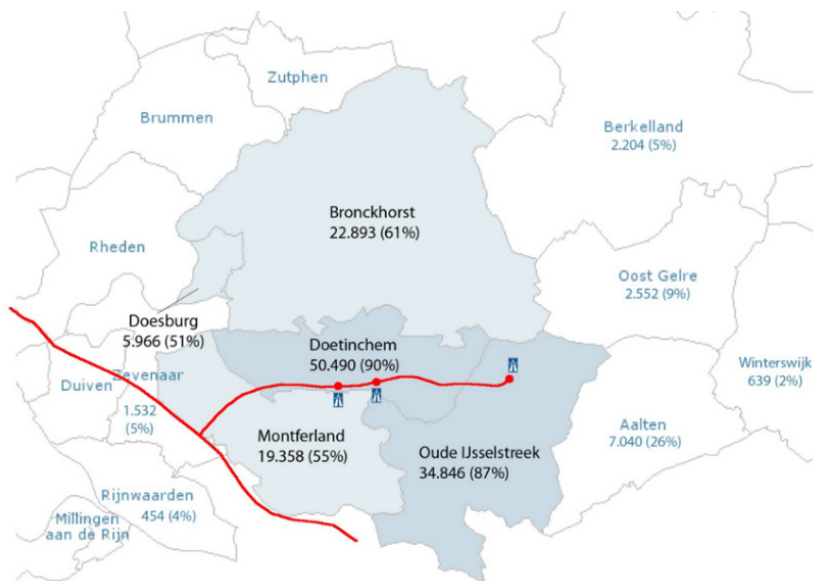 Zutphen
Brummen
Berkelland
2.204 (5%)
Bronckhorst
22.893 (61%)
Rheden
Oost Gelre
2.552 (9%)
Doesburg
5.966 (51%)
Doetinchem
50.490 (90%)
Winterswijk
639 (2%)
Duiven
Zevenaar
1.532
(5%)
Aalten
7.040 (26%)
Montferland
19.358 (55%)
Oude IJsselstreek
34.846 (87%)
Rijnwaarden
454 (4%)
Millingen
aan de Rijn